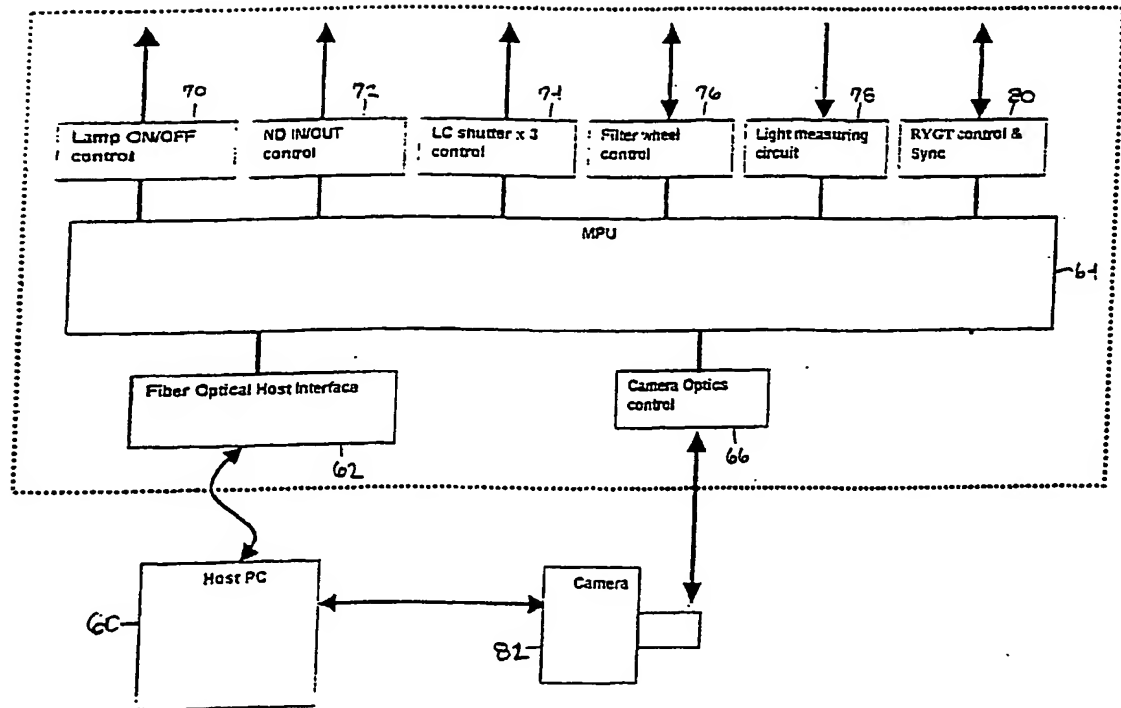 70
72
74
76
78
80
Lamp ON/OFF
control
ND IN/OUT
control
LC shutter x 3
control
Filter wheel
control
Light measuring
circuit
RYGT control &
Sync
MPU
64
Fiber Optical Host Interface
62
Camera Optics
control
66
Host PC
60
Camera
82